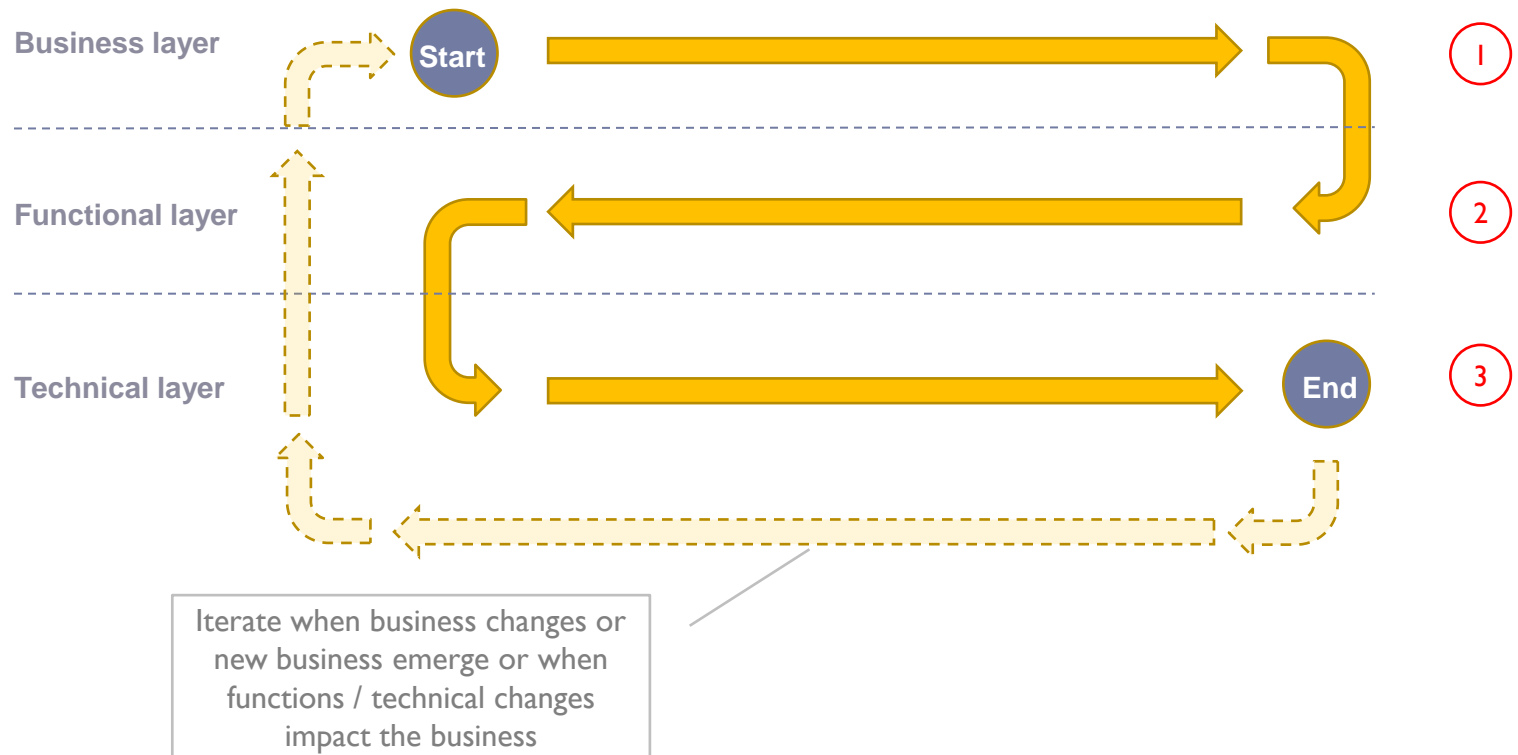 Business layer
Start
1
Functional layer
2
Technical layer
End
3
Iterate when business changes or
new business emerge or when
functions / technical changes
impact the business